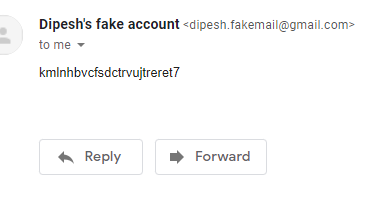 Dipesh's fake account <dipesh.fakemail@gmail.com>
to me
kmlnhbvcfsdctrvujtreret7
Reply Forward